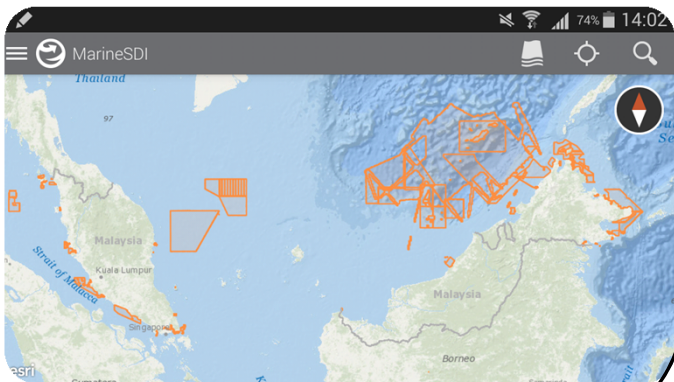 74% 14:02
MarineSDI
Thailand
97
Malaysia
Strait of Malacca
Kuala Lumpur
Singapore
Malaysia
Borneo
esri